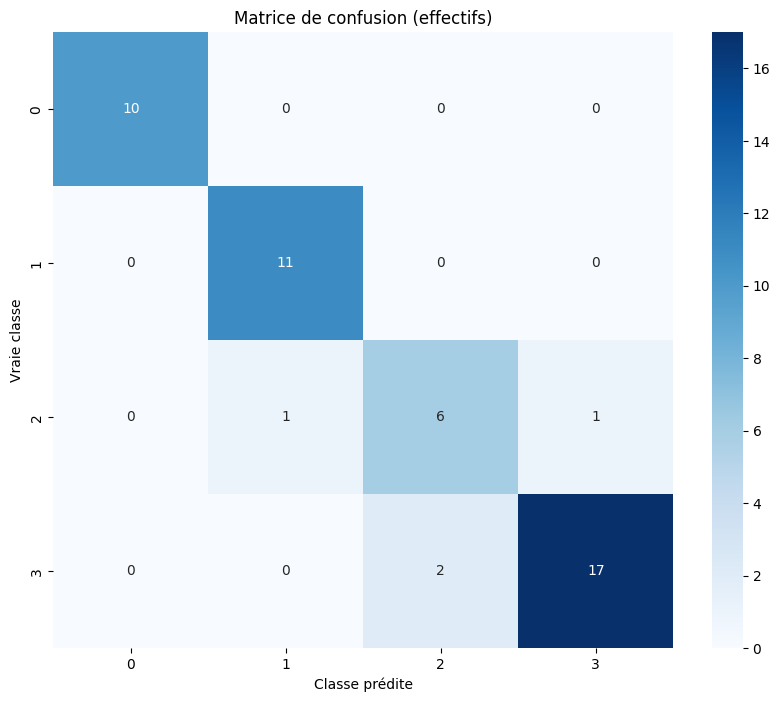 Matrice de confusion (effectifs)
Vraie classe
0 10 0 0 0
1 0 11 0 0
2 0 1 6 1
3 0 0 2 17
0 1 2 3
Classe prédite
16
14
12
10
8
6
4
2
0